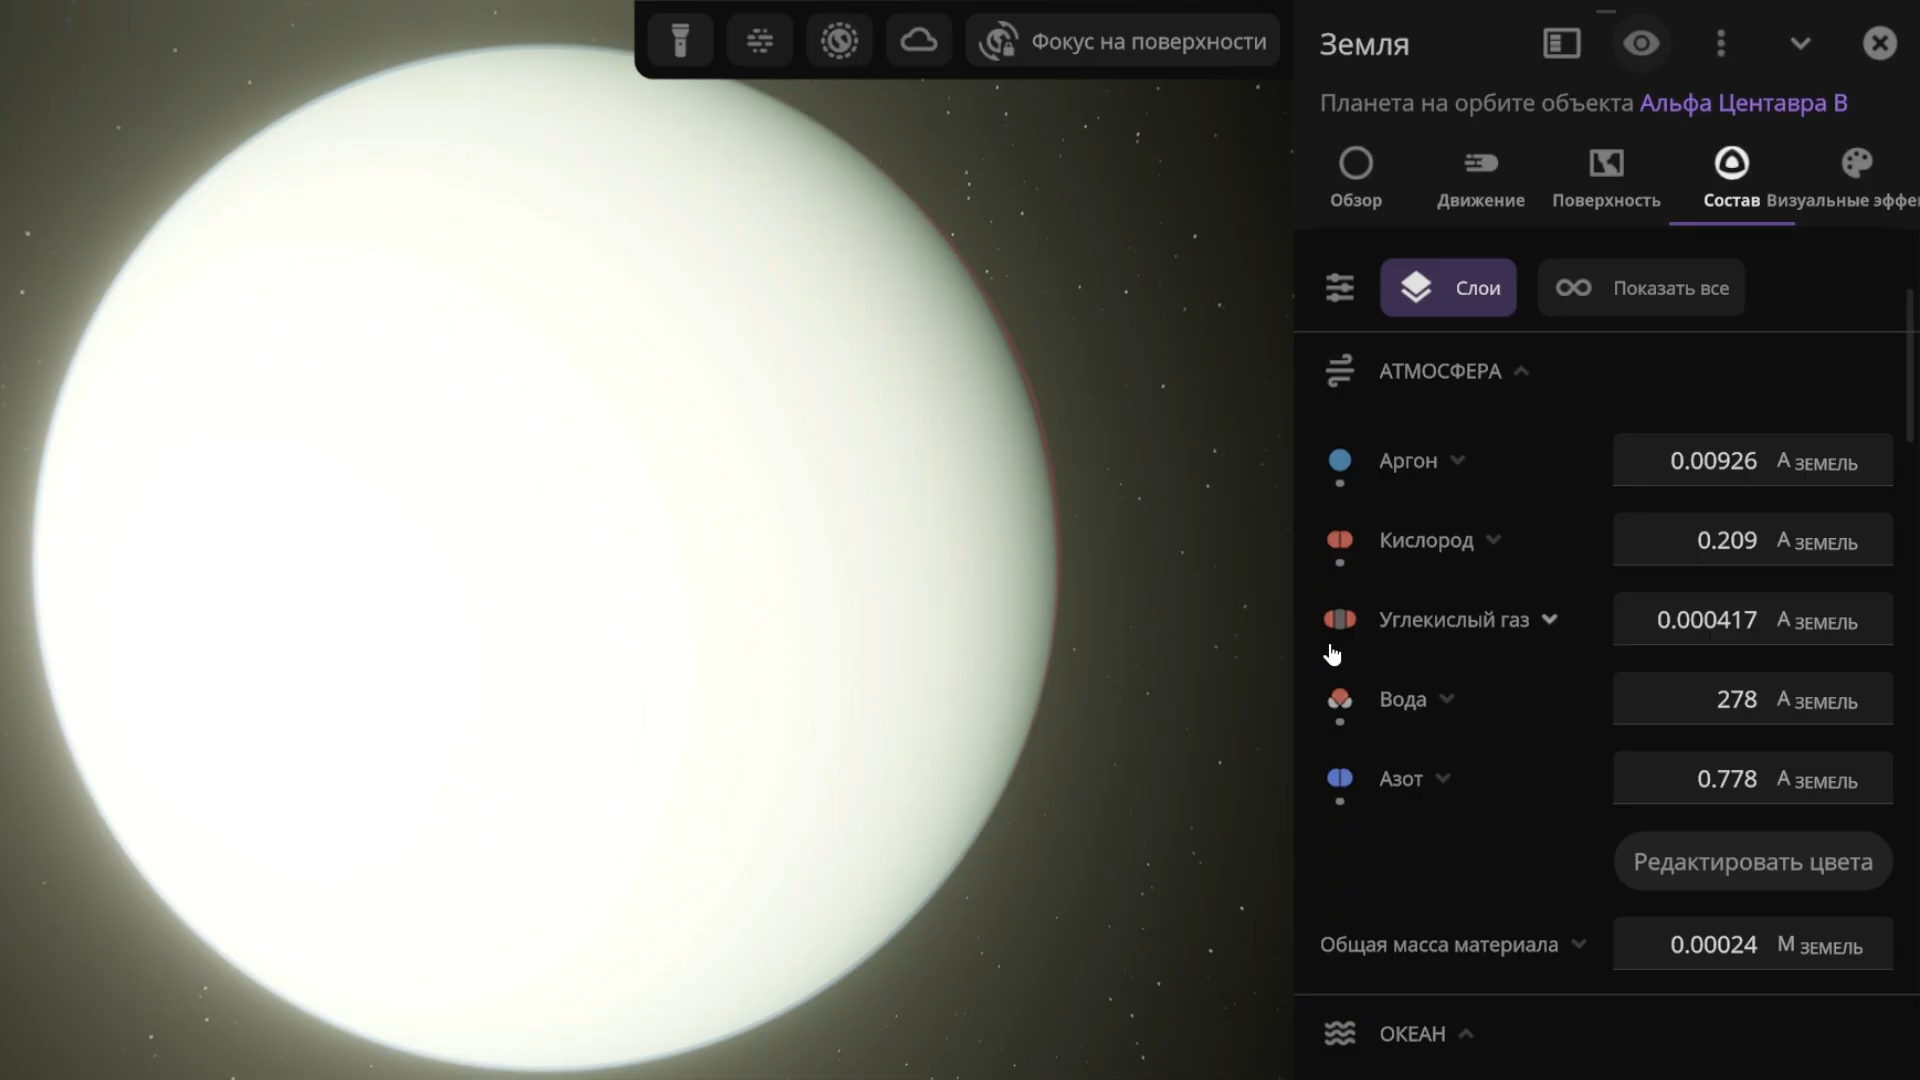 Фокус на поверхности
Земля
Планета на орбите объекта Альфа Центавра B
Обзор
Движение
Поверхность
Состав
Визуальные эффе
Слои
Показать все
АТМОСФЕРА
Аргон 0.00926 А ЗЕМЕЛЬ
Кислород 0.209 А ЗЕМЕЛЬ
Углекислый газ 0.000417 А ЗЕМЕЛЬ
Вода 278 А ЗЕМЕЛЬ
Азот 0.778 А ЗЕМЕЛЬ
Редактировать цвета
Общая масса материала 0.00024 М ЗЕМЕЛЬ
ОКЕАН